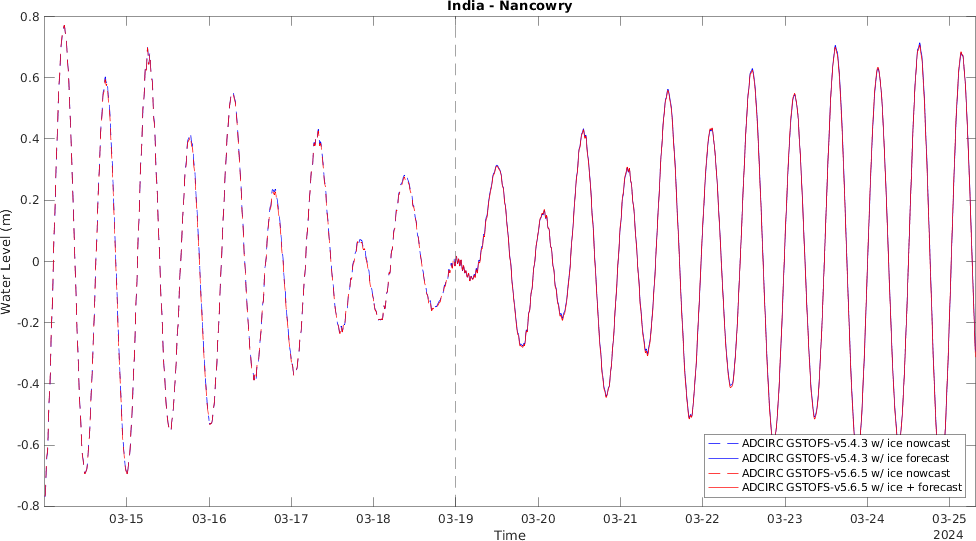 India - Nancowry
Water Level (m)
0.8
0.6
0.4
0.2
0
-0.2
-0.4
-0.6
-0.8
ADCIRC GSTOFS-v5.4.3 w/ ice nowcast
ADCIRC GSTOFS-v5.4.3 w/ ice forecast
ADCIRC GSTOFS-v5.6.5 w/ ice nowcast
ADCIRC GSTOFS-v5.6.5 w/ ice + forecast
03-15 03-16 03-17 03-18 03-19 03-20 03-21 03-22 03-23 03-24 03-25
Time
2024